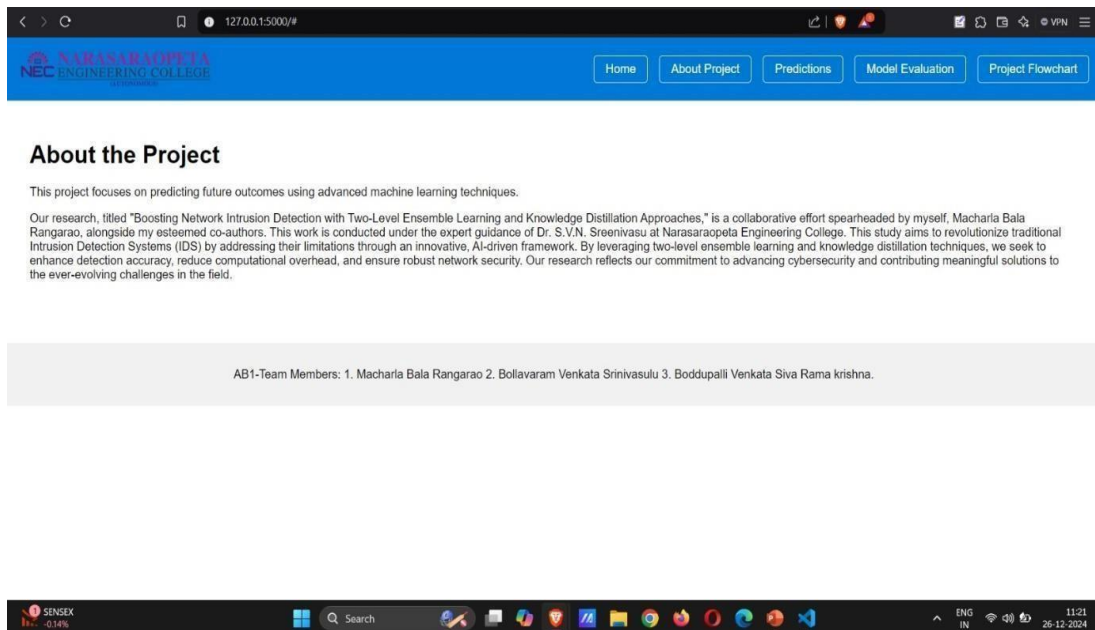 127.0.0.1:5000/#
VPN
NARASARAOPETA
NEC ENGINEERING COLLEGE
(AUTONOMOUS)
Home About Project Predictions Model Evaluation Project Flowchart
About the Project
This project focuses on predicting future outcomes using advanced machine learning techniques.
Our research, titled "Boosting Network Intrusion Detection with Two-Level Ensemble Learning and Knowledge Distillation Approaches," is a collaborative effort spearheaded by myself, Macharla Bala
Rangarao, alongside my esteemed co-authors. This work is conducted under the expert guidance of Dr. S.V.N. Sreenivasu at Narasaraopeta Engineering College. This study aims to revolutionize traditional
Intrusion Detection Systems (IDS) by addressing their limitations through an innovative, AI-driven framework. By leveraging two-level ensemble learning and knowledge distillation techniques, we seek to
enhance detection accuracy, reduce computational overhead, and ensure robust network security. Our research reflects our commitment to advancing cybersecurity and contributing meaningful solutions to
the ever-evolving challenges in the field.
AB1-Team Members: 1. Macharla Bala Rangarao 2. Bollavaram Venkata Srinivasulu 3. Boddupalli Venkata Siva Rama krishna.
1 SENSEX
-0.14%
Search
ENG
IN
11:21
26-12-2024